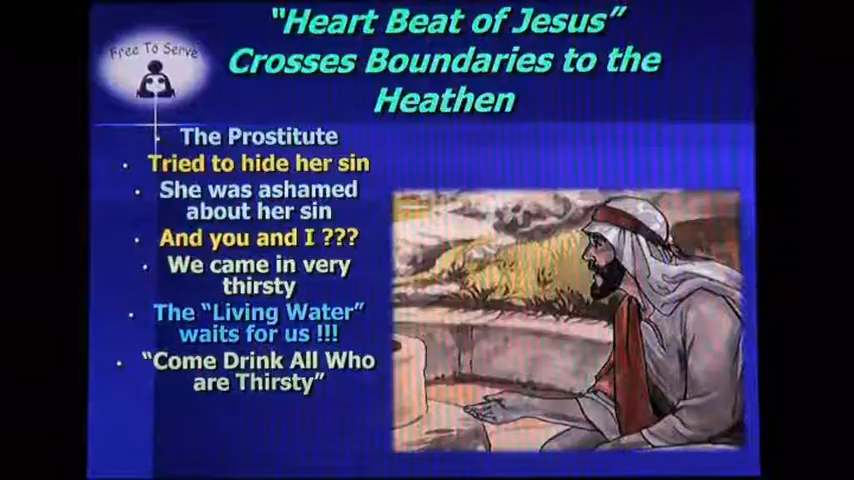 Free To Serve
“Heart Beat of Jesus”
Crosses Boundaries to the
Heathen
The Prostitute
Tried to hide her sin
She was ashamed
about her sin
And you and I ???
We came in very
thirsty
The “Living Water”
waits for us !!!
“Come Drink All Who
are Thirsty”